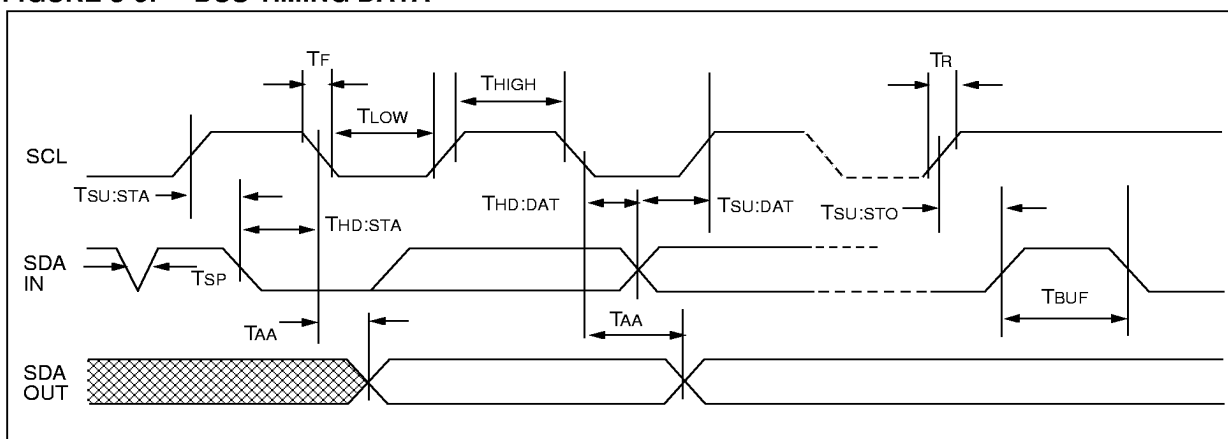 FIGURE 3-3: BUS TIMING DATA
TF
TR
THIGH
TLOW
SCL
TSU:STA
THD:STA
THD:DAT
TSU:DAT
TSU:STO
SDA
IN
TSP
TBUF
TAA
TAA
SDA
OUT